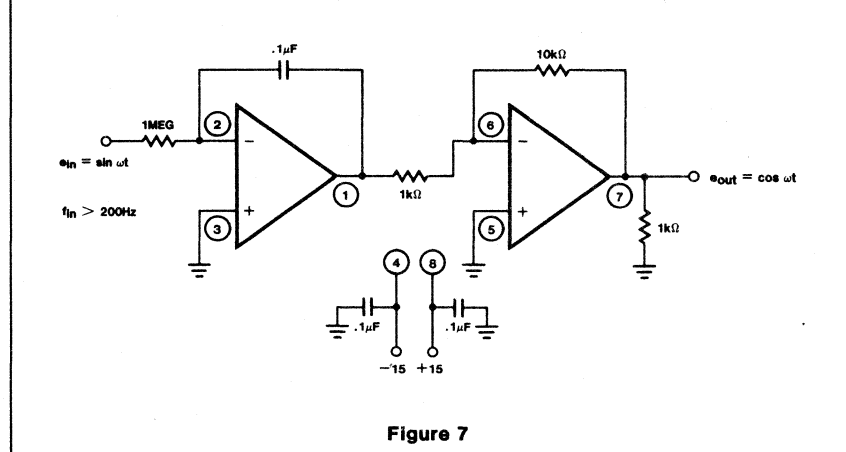 .1μF
10kΩ
1MEG
2
−
6
−
ein = sin ωt
1
1kΩ
7
eout = cos ωt
fin > 200Hz
+
3
+
5
1kΩ
4
8
.1μF
.1μF
−15
+15
Figure 7